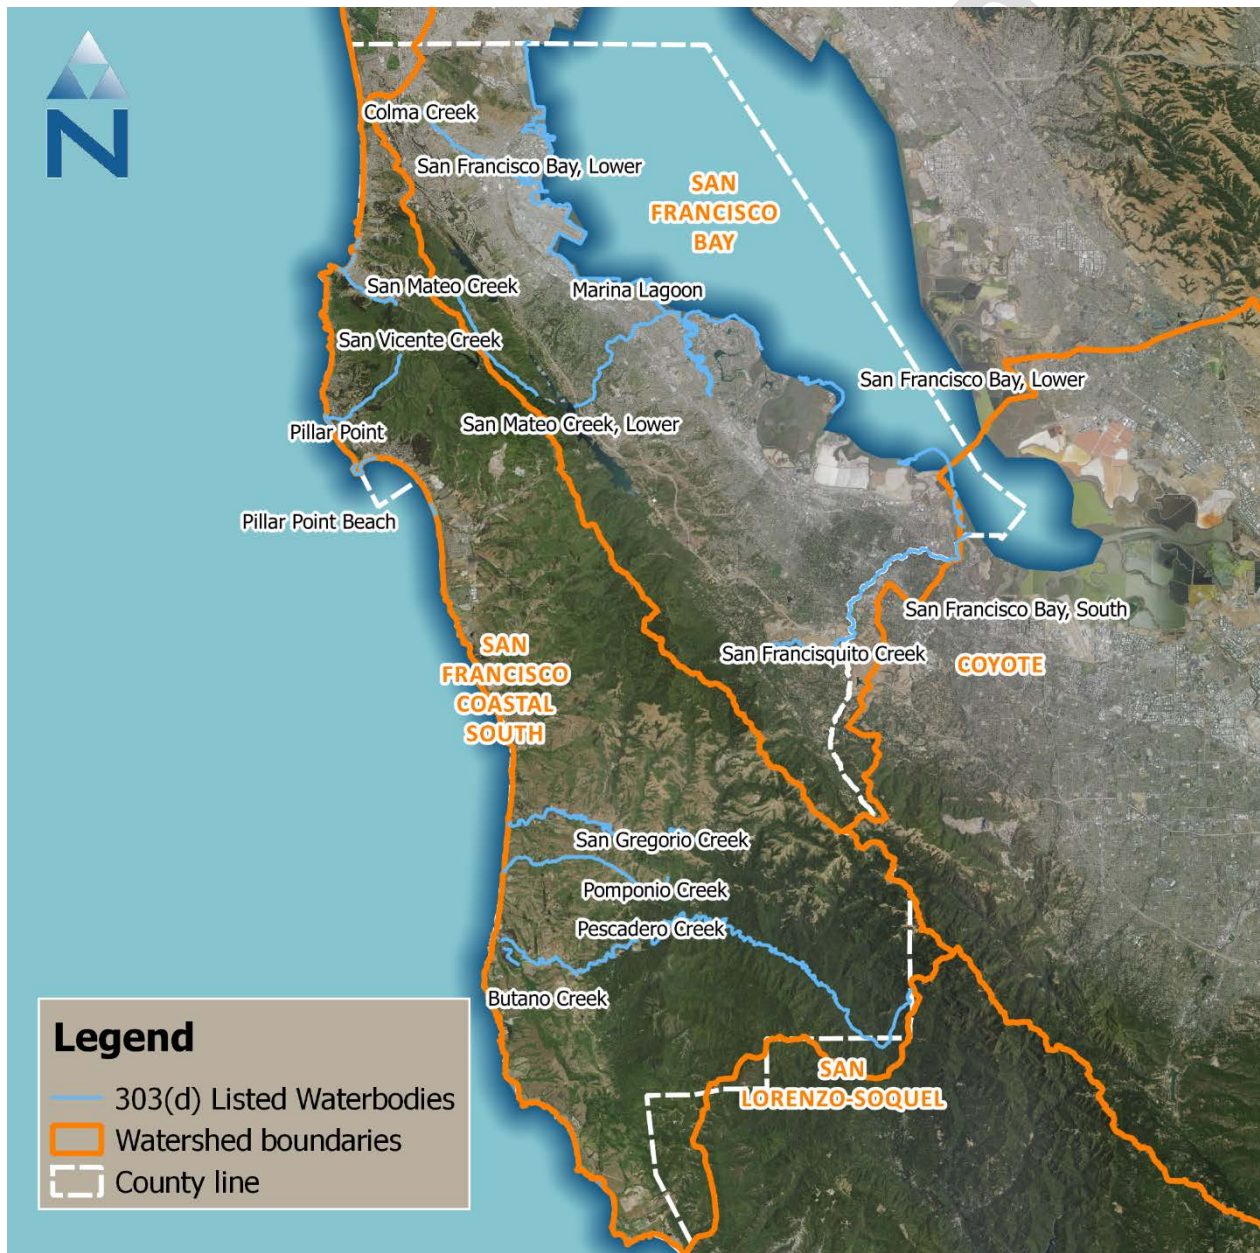 N
Colma Creek
San Francisco Bay, Lower
SAN
FRANCISCO
BAY
San Mateo Creek
Marina Lagoon
San Vicente Creek
San Francisco Bay, Lower
Pillar Point
San Mateo Creek, Lower
Pillar Point Beach
San Francisco Bay, South
San Francisquito Creek
COYOTE
SAN
FRANCISCO
COASTAL
SOUTH
San Gregorio Creek
Pomponio Creek
Pescadero Creek
Butano Creek
SAN
LORENZO-SOQUEL
Legend
303(d) Listed Waterbodies
Watershed boundaries
County line